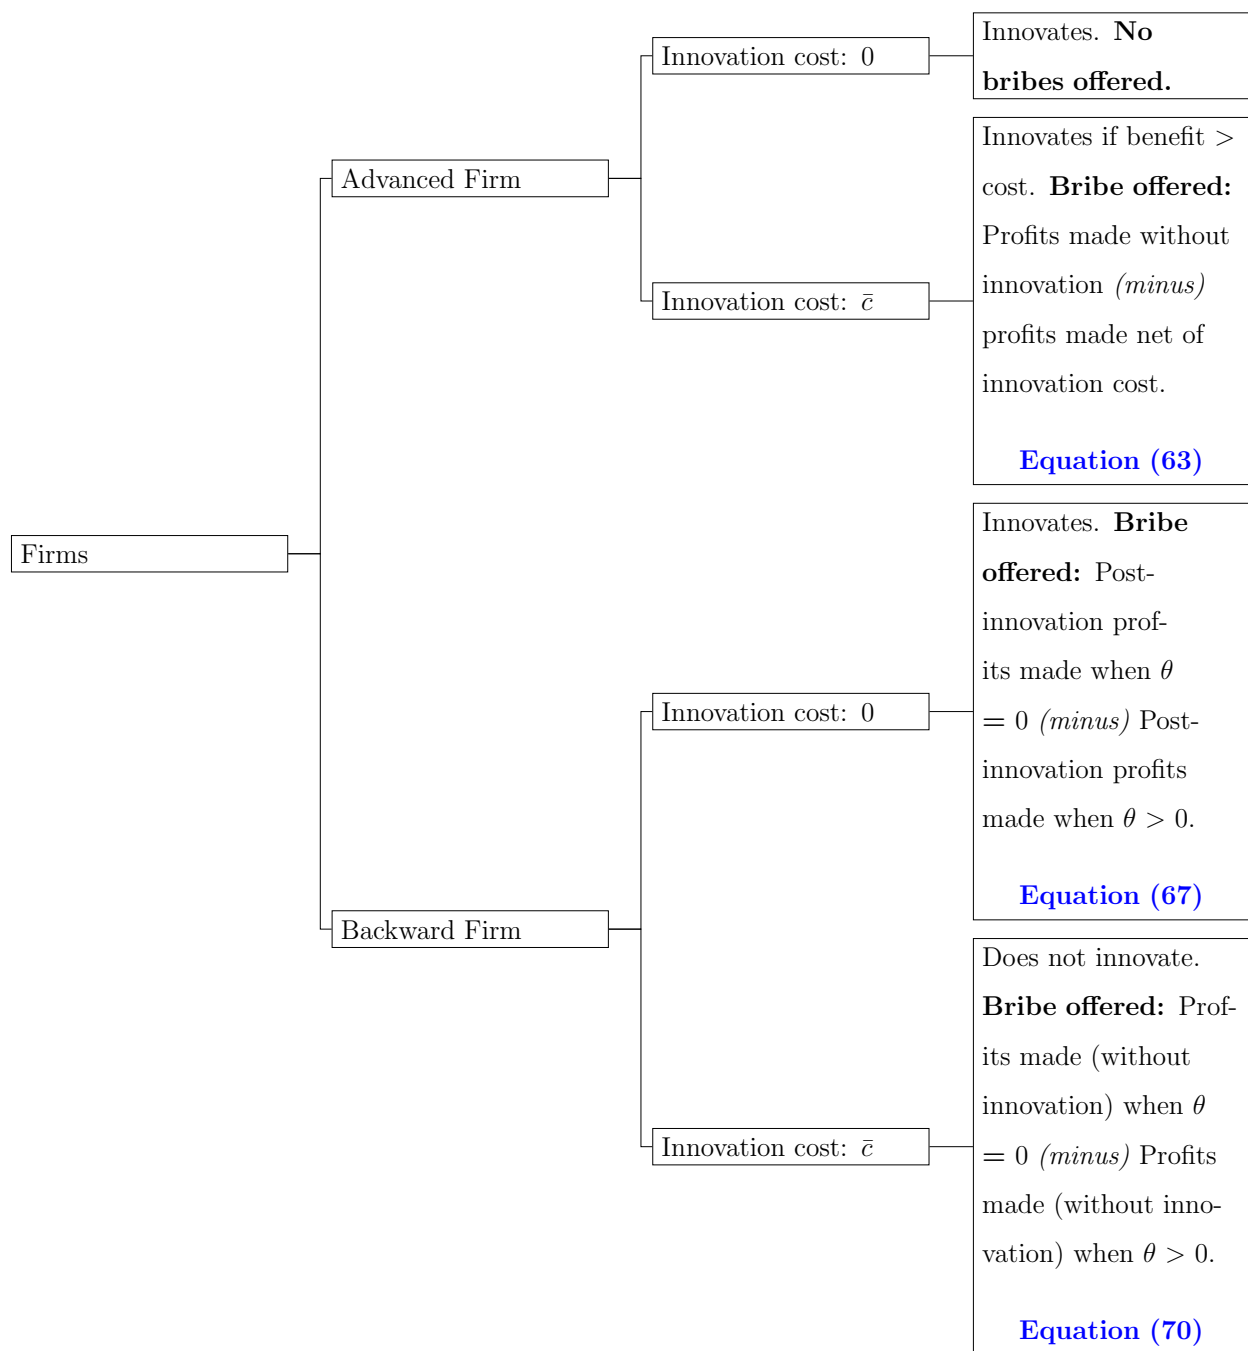 Innovates. No
bribes offered.
Innovation cost: 0
Innovates if benefit >
cost. Bribe offered:
Profits made without
innovation (minus)
profits made net of
innovation cost.
Equation (63)
Advanced Firm
Innovation cost: c̄
Firms
Innovates. Bribe
offered: Post-
innovation prof-
its made when θ
= 0 (minus) Post-
innovation profits
made when θ > 0.
Equation (67)
Innovation cost: 0
Backward Firm
Does not innovate.
Bribe offered: Prof-
its made (without
innovation) when θ
= 0 (minus) Profits
made (without inno-
vation) when θ > 0.
Equation (70)
Innovation cost: c̄